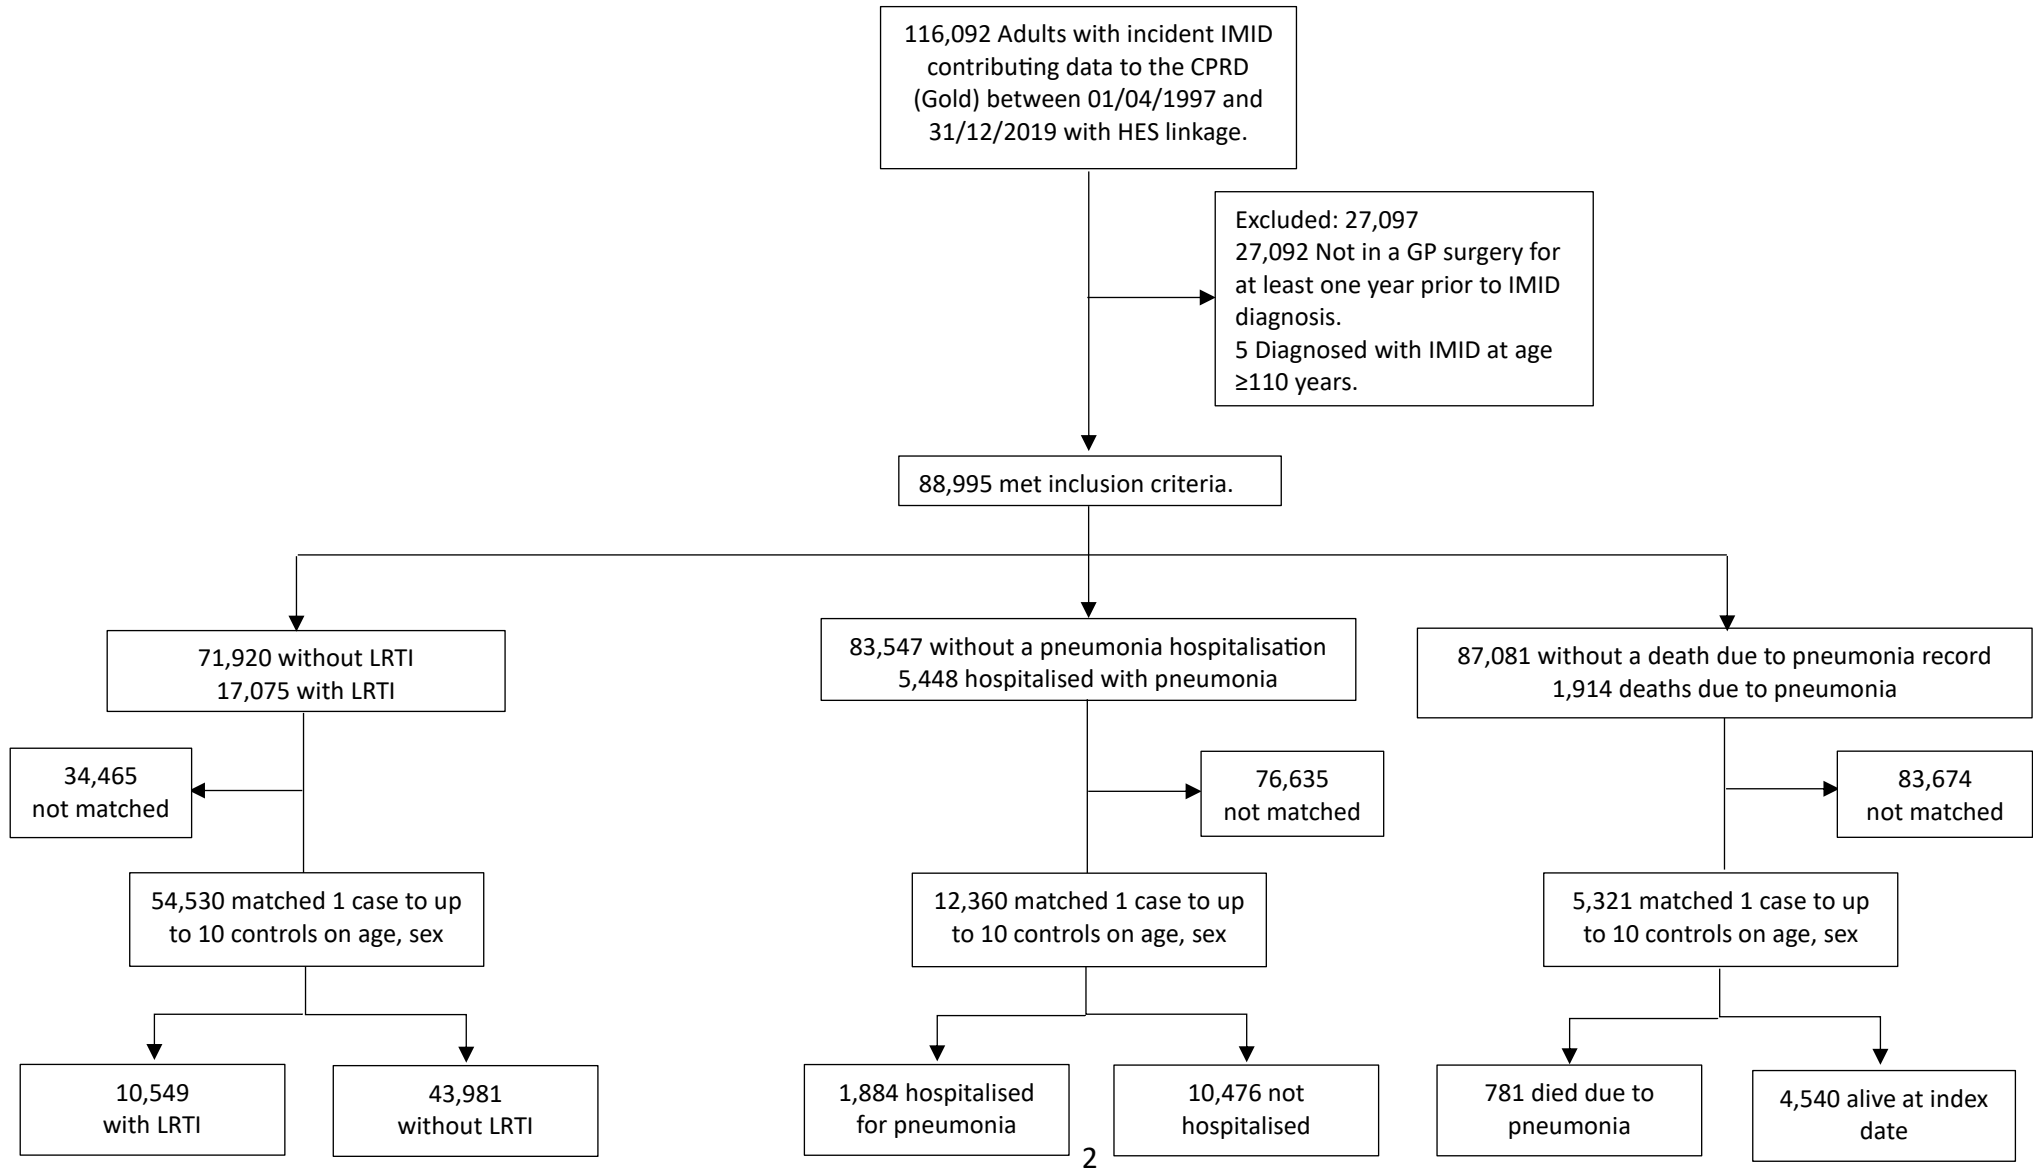 116,092 Adults with incident IMID
contributing data to the CPRD
(Gold) between 01/04/1997 and
31/12/2019 with HES linkage.
Excluded: 27,097
27,092 Not in a GP surgery for
at least one year prior to IMID
diagnosis.
5 Diagnosed with IMID at age
≥110 years.
88,995 met inclusion criteria.
71,920 without LRTI
17,075 with LRTI
83,547 without a pneumonia hospitalisation
5,448 hospitalised with pneumonia
87,081 without a death due to pneumonia record
1,914 deaths due to pneumonia
34,465
not matched
76,635
not matched
83,674
not matched
54,530 matched 1 case to up
to 10 controls on age, sex
12,360 matched 1 case to up
to 10 controls on age, sex
5,321 matched 1 case to up
to 10 controls on age, sex
10,549
with LRTI
43,981
without LRTI
1,884 hospitalised
for pneumonia
10,476 not
hospitalised
781 died due to
pneumonia
4,540 alive at index
date
2